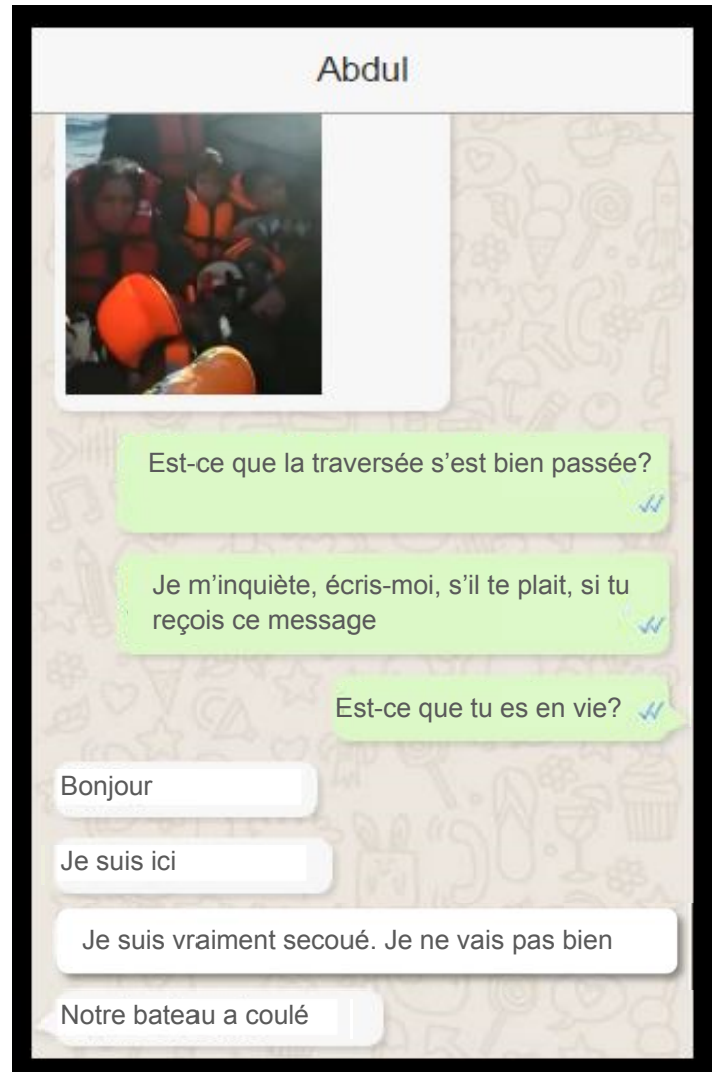 Abdul
Est-ce que la traversée s’est bien passée?
Je m’inquiète, écris-moi, s’il te plait, si tu
reçois ce message
Est-ce que tu es en vie?
Bonjour
Je suis ici
Je suis vraiment secoué. Je ne vais pas bien
Notre bateau a coulé